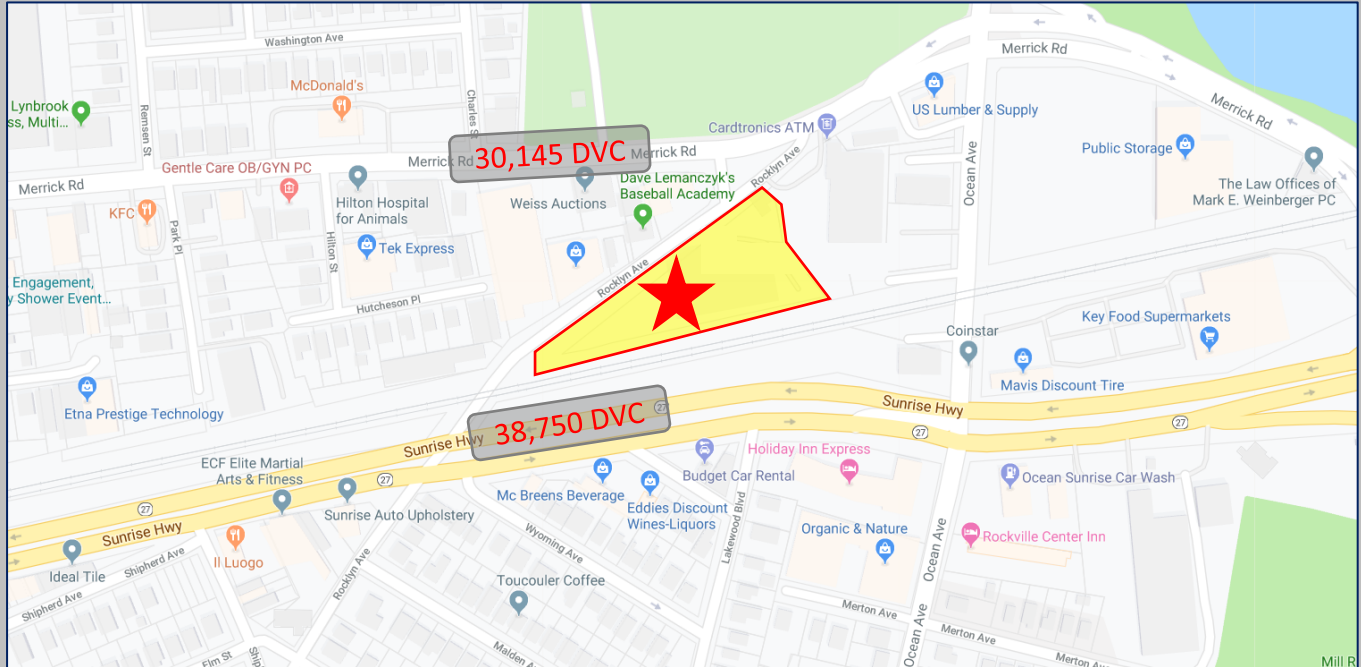 Washington Ave
Merrick Rd
McDonald's
Lynbrook
ss, Multi...
Remsen St
Charles St
US Lumber & Supply
Merrick Rd
Cardtronics ATM
Merrick Rd
30,145 DVC
Merrick Rd
Rocklyn Ave
Ocean Ave
Public Storage
Gentle Care OB/GYN PC
Merrick Rd
Dave Lemanczyk's
Baseball Academy
The Law Offices of
Mark E. Weinberger PC
Hilton Hospital
for Animals
Weiss Auctions
KFC
Park Pl
Hilton St
Tek Express
Rocklyn Ave
Engagement,
y Shower Event...
Hutcheson Pl
Key Food Supermarkets
Coinstar
Mavis Discount Tire
Etna Prestige Technology
38,750 DVC
27
Sunrise Hwy
Sunrise Hwy
27
27
Holiday Inn Express
Budget Car Rental
ECF Elite Martial
Arts & Fitness
27
Ocean Sunrise Car Wash
Mc Breens Beverage
Eddies Discount
Wines-Liquors
Sunrise Auto Upholstery
27
Sunrise Hwy
Wyoming Ave
Lakewood Blvd
Organic & Nature
Rockville Center Inn
Ocean Ave
Il Luogo
Ideal Tile
Shipherd Ave
Rocklyn Ave
Toucouler Coffee
Shipherd Ave
Merton Ave
Merton Ave
Ocean Ave
Malden Ave
Elm St
Ship
Merton Ave
Mill R